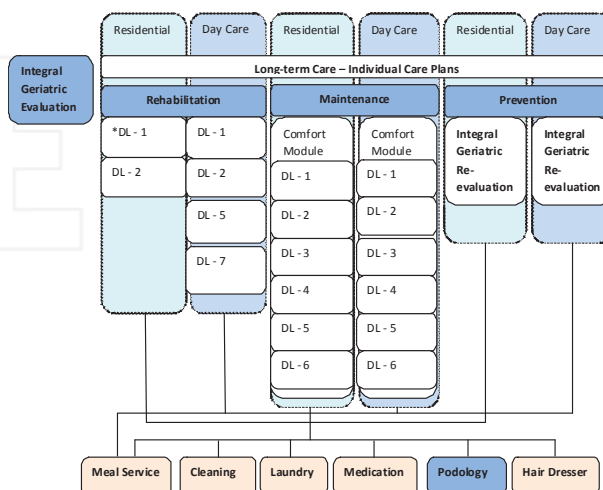 Residential
Day Care
Residential
Day Care
Residential
Day Care
Integral
Geriatric
Evaluation
Long-term Care – Individual Care Plans
Rehabilitation
Maintenance
Prevention
*DL - 1
DL - 2
DL - 1
DL - 2
DL - 5
DL - 7
Comfort
Module
DL - 1
DL - 2
DL - 3
DL - 4
DL - 5
DL - 6
Comfort
Module
DL - 1
DL - 2
DL - 3
DL - 4
DL - 5
DL - 6
Integral
Geriatric
Re-
evaluation
Integral
Geriatric
Re-
evaluation
Meal Service
Cleaning
Laundry
Medication
Podology
Hair Dresser